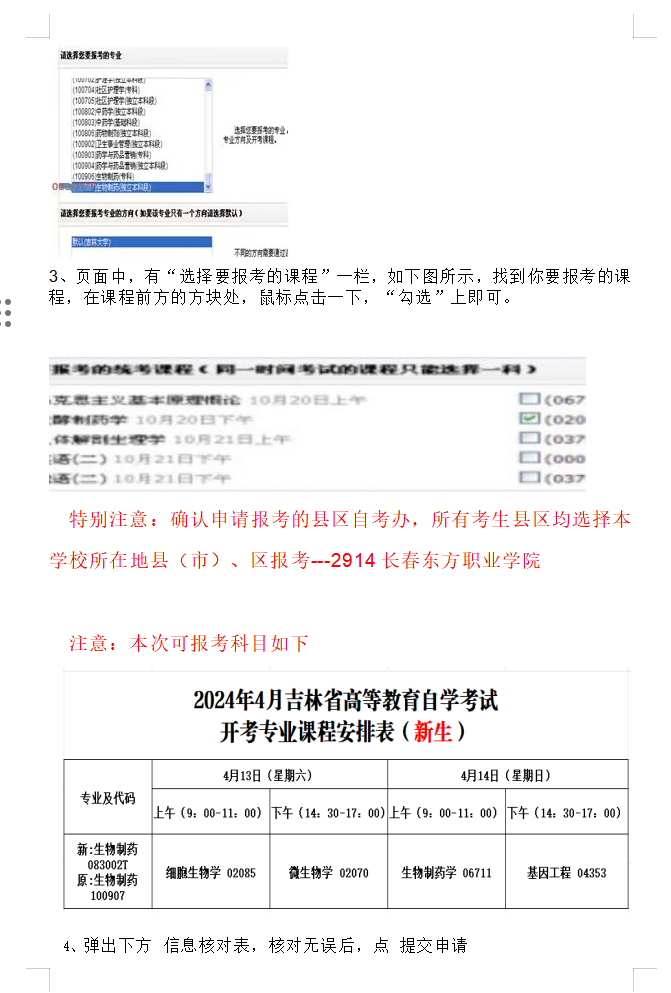 请选择您要报考的专业
(100702)护理学(独立本科段)
(100704)社区护理学(专科)
(100705)社区护理学(独立本科段)
(100802)中药学(独立本科段)
(100803)中药学(基础科段)
(100806)药物制剂(独立本科段)
(100902)卫生事业管理(独立本科段)
(100903)药学与药品营销(专科)
(100904)药学与药品营销(独立本科段)
(100906)生物制药(专科)
生物制药(独立本科段)
选择您要报考的专业,
专业方向及开考课程。
请选择您要报考专业的方向(如果该专业只有一个方向请选择默认)
默认(吉林大学)
不同的方向需要通过
3、页面中，有“选择要报考的课程”一栏，如下图所示，找到你要报考的课
程，在课程前方的方块处，鼠标点击一下，“勾选”上即可。
报考的统考课程(同一时间考试的课程只能选择一科)
克思主义基本原理概论 10月20日上午 (067
酵制药学 10月20日下午 (020
体解剖生理学 10月21日上午 (037
语(二) 10月21日下午 (000
语(二) 10月21日下午 (037
特别注意：确认申请报考的县区自考办，所有考生县区均选择本
学校所在地县（市）、区报考---2914 长春东方职业学院
注意：本次可报考科目如下
2024年4月吉林省高等教育自学考试
开考专业课程安排表（新生）
专业及代码
4月13日（星期六） 4月14日（星期日）
上午（9：00-11：00） 下午（14：30-17：00） 上午（9：00-11：00） 下午（14：30-17：00）
新:生物制药
083002T
原:生物制药
100907
细胞生物学 02085 微生物学 02070 生物制药学 06711 基因工程 04353
4、弹出下方 信息核对表，核对无误后，点 提交申请